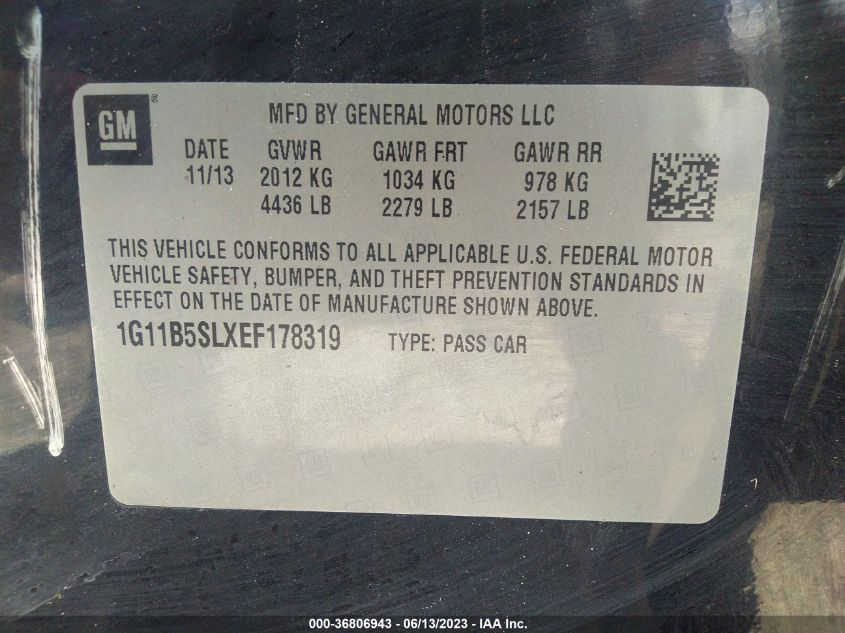 GM ®
MFD BY GENERAL MOTORS LLC
DATE GVWR GAWR FRT GAWR RR
11/13 2012 KG 1034 KG 978 KG
4436 LB 2279 LB 2157 LB
THIS VEHICLE CONFORMS TO ALL APPLICABLE U.S. FEDERAL MOTOR
VEHICLE SAFETY, BUMPER, AND THEFT PREVENTION STANDARDS IN
EFFECT ON THE DATE OF MANUFACTURE SHOWN ABOVE.
1G11B5SLXEF178319 TYPE: PASS CAR
000-36806943 - 06/13/2023 - IAA Inc.